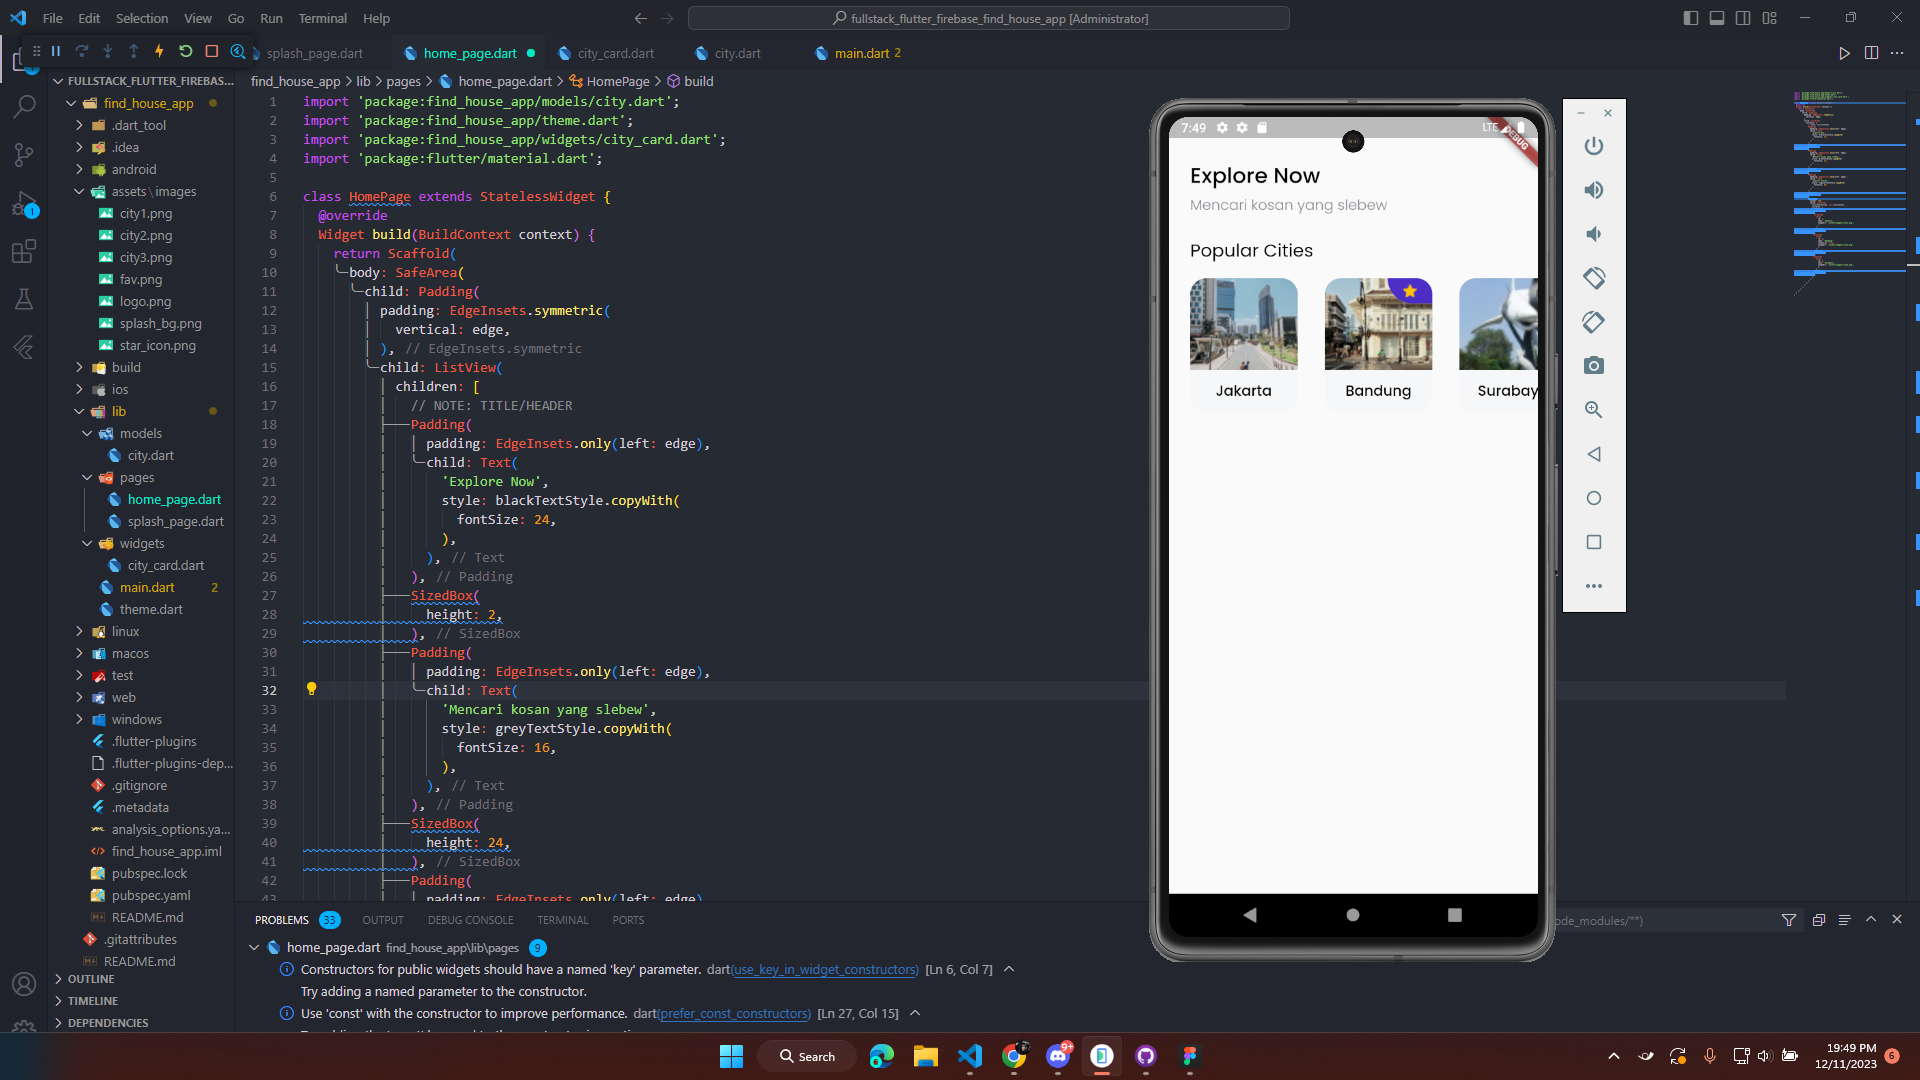 File Edit Selection View Go Run Terminal Help
fullstack_flutter_firebase_find_house_app [Administrator]
splash_page.dart
home_page.dart
city_card.dart
city.dart
main.dart 2
find_house_app > lib > pages > home_page.dart > HomePage > build
FULLSTACK_FLUTTER_FIREBAS...
find_house_app
.dart_tool
.idea
android
assets \ images
city1.png
city2.png
city3.png
fav.png
logo.png
splash_bg.png
star_icon.png
build
ios
lib
models
city.dart
pages
home_page.dart
splash_page.dart
widgets
city_card.dart
main.dart 2
theme.dart
linux
macos
test
web
windows
.flutter-plugins
.flutter-plugins-dep...
.gitignore
.metadata
analysis_options.ya...
find_house_app.iml
pubspec.lock
pubspec.yaml
README.md
.gitattributes
README.md
OUTLINE
TIMELINE
DEPENDENCIES
1
1 import 'package:find_house_app/models/city.dart';
2 import 'package:find_house_app/theme.dart';
3 import 'package:find_house_app/widgets/city_card.dart';
4 import 'package:flutter/material.dart';
5
6 class HomePage extends StatelessWidget {
7 @override
8 Widget build(BuildContext context) {
9 return Scaffold(
10 body: SafeArea(
11 child: Padding(
12 padding: EdgeInsets.symmetric(
13 vertical: edge,
14 ), // EdgeInsets.symmetric
15 child: ListView(
16 children: [
17 // NOTE: TITLE/HEADER
18 Padding(
19 padding: EdgeInsets.only(left: edge),
20 child: Text(
21 'Explore Now',
22 style: blackTextStyle.copyWith(
23 fontSize: 24,
24 ),
25 ), // Text
26 ), // Padding
27 SizedBox(
28 height: 2,
29 ), // SizedBox
30 Padding(
31 padding: EdgeInsets.only(left: edge),
32 child: Text(
33 'Mencari kosan yang slebew',
34 style: greyTextStyle.copyWith(
35 fontSize: 16,
36 ),
37 ), // Text
38 ), // Padding
39 SizedBox(
40 height: 24,
41 ), // SizedBox
42 Padding(
43 padding: EdgeInsets.only(left: edge)
7:49
LTE
DEBUG
Explore Now
Mencari kosan yang slebew
Popular Cities
Jakarta
Bandung
Surabay
PROBLEMS 33 OUTPUT DEBUG CONSOLE TERMINAL PORTS
ode_modules/**)
home_page.dart find_house_app\lib\pages 9
Constructors for public widgets should have a named 'key' parameter. dart(use_key_in_widget_constructors) [Ln 6, Col 7]
Try adding a named parameter to the constructor.
Use 'const' with the constructor to improve performance. dart(prefer_const_constructors) [Ln 27, Col 15]
Search
9+
19:49 PM
12/11/2023
6